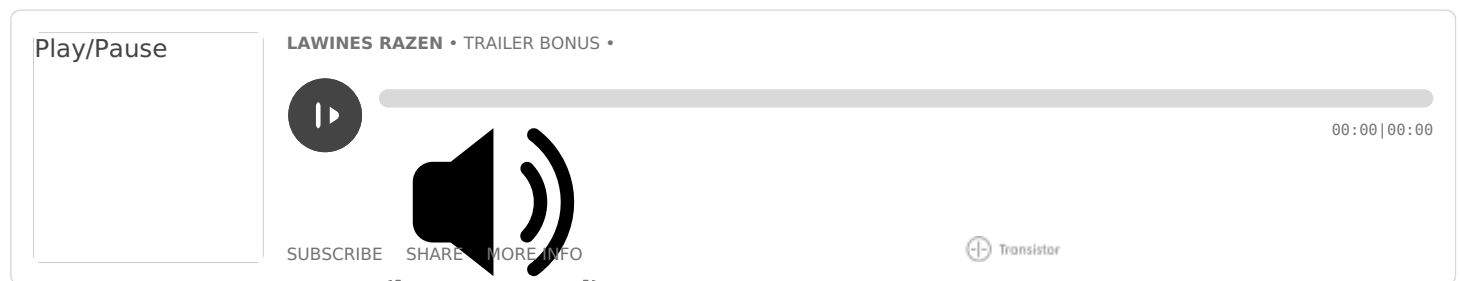 Play/Pause
LAWINES RAZEN • TRAILER BONUS •
00:00|00:00
SUBSCRIBE SHARE MORE INFO
Transistor